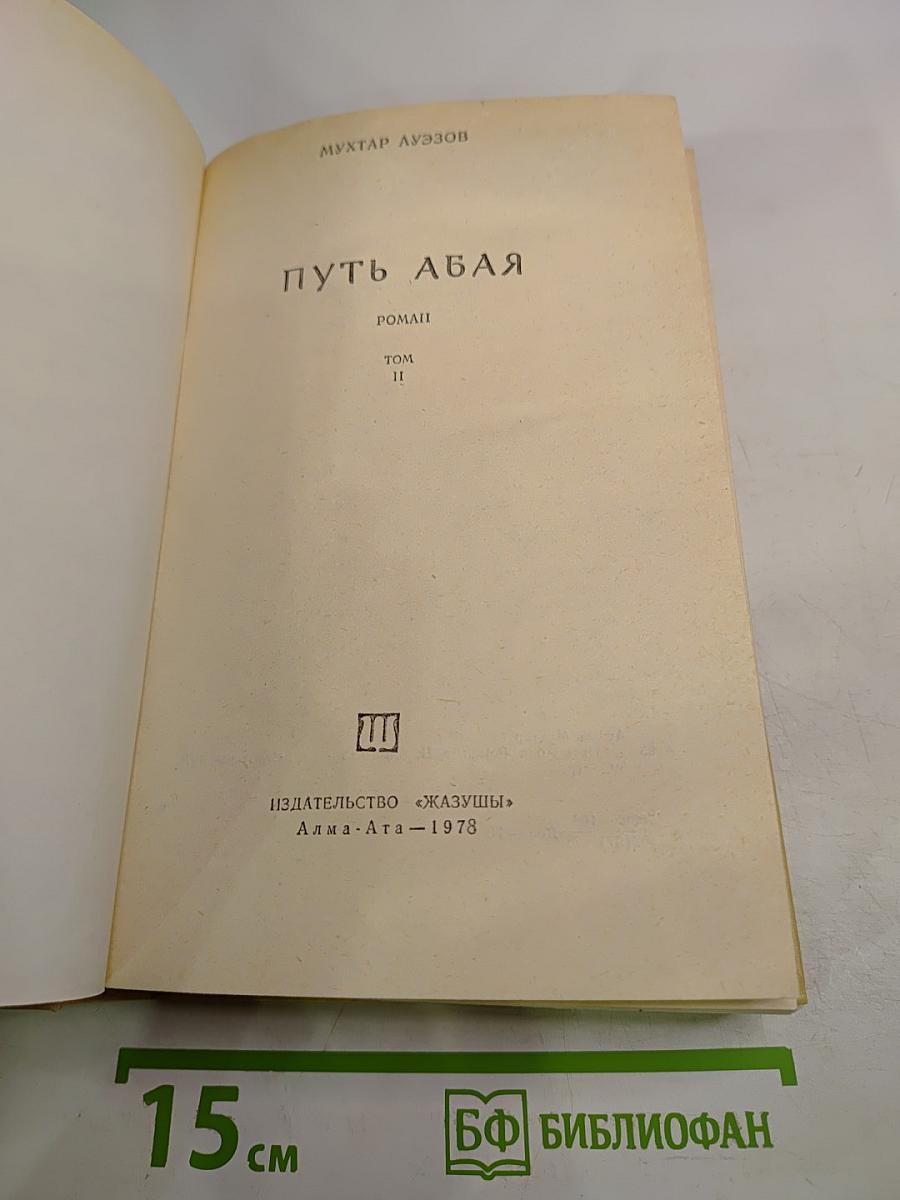 МУХТАР АУЭЗОВ
ПУТЬ АБАЯ
РОМАН
ТОМ
II
ИЗДАТЕЛЬСТВО «ЖАЗУШЫ»
Алма-Ата—1978
15 см
БФ БИБЛИОФАН